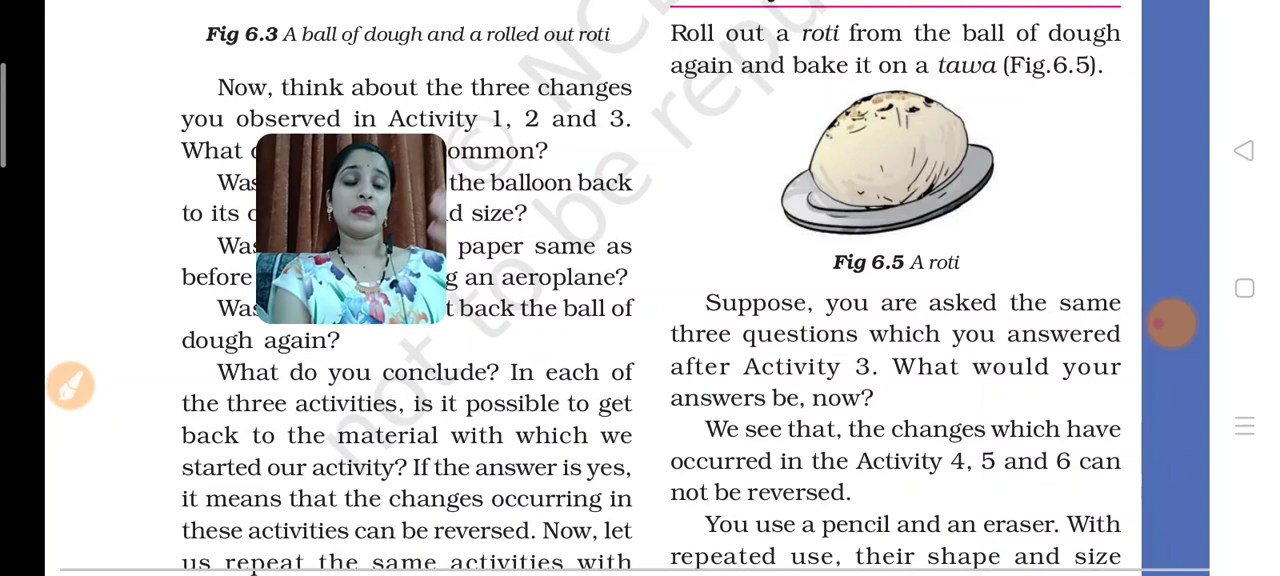 Fig 6.3 A ball of dough and a rolled out roti
Now, think about the three changes
you observed in Activity 1, 2 and 3.
What ommon?
Was the balloon back
to its d size?
Was paper same as
before g an aeroplane?
Was t back the ball of
dough again?
What do you conclude? In each of
the three activities, is it possible to get
back to the material with which we
started our activity? If the answer is yes,
it means that the changes occurring in
these activities can be reversed. Now, let
us repeat the same activities with
Roll out a roti from the ball of dough
again and bake it on a tawa (Fig.6.5).
Fig 6.5 A roti
Suppose, you are asked the same
three questions which you answered
after Activity 3. What would your
answers be, now?
We see that, the changes which have
occurred in the Activity 4, 5 and 6 can
not be reversed.
You use a pencil and an eraser. With
repeated use, their shape and size
© NC
not to be repu